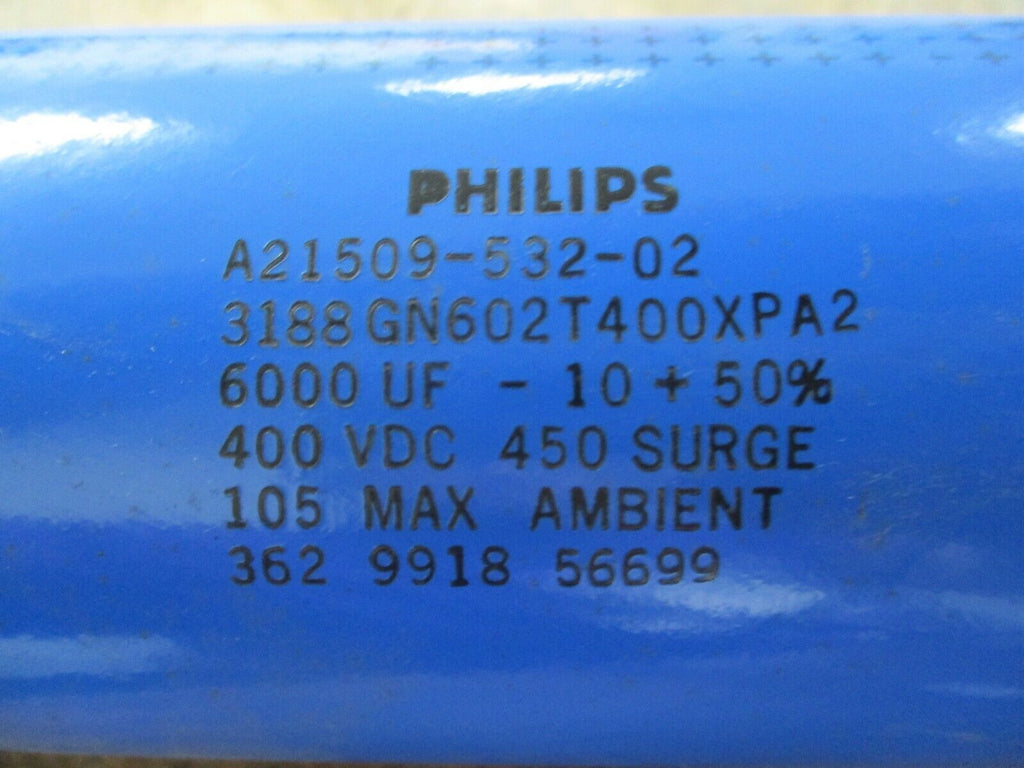 PHILIPS
A21509-532-02
3188GN602T400XPA2
6000 UF - 10 + 50%
400 VDC 450 SURGE
105 MAX AMBIENT
362 9918 56699